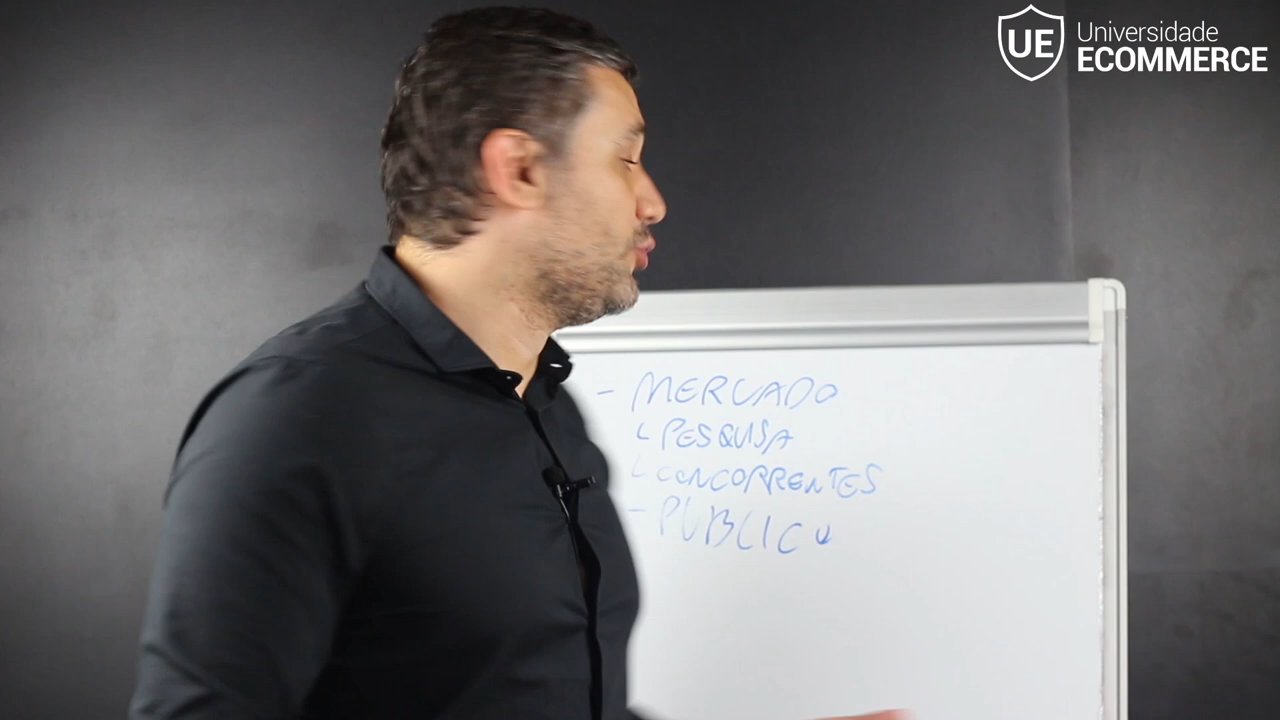 UE
Universidade
ECOMMERCE
- MERCADO
L PESQUISA
L CONCORRENTES
- PUBLICO